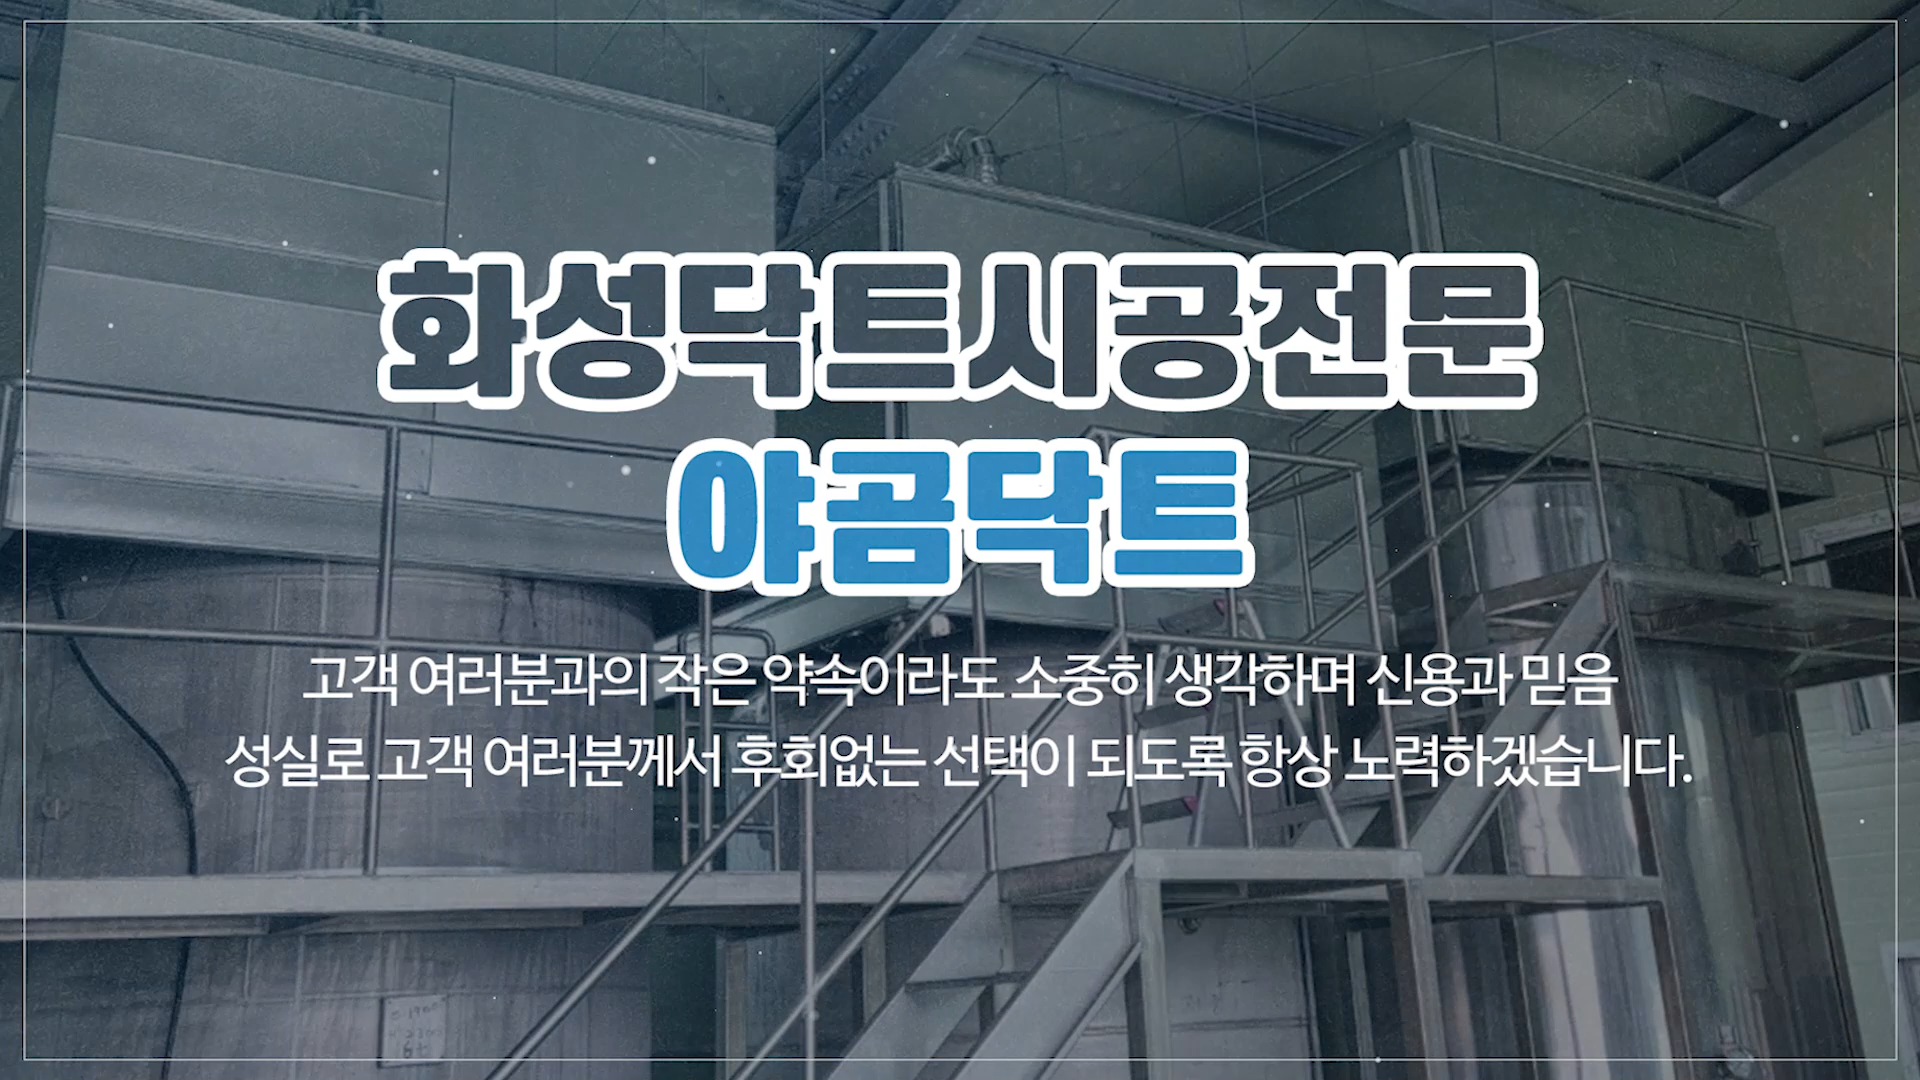 화성닥트시공전문
야곰닥트
고객 여러분과의 작은 약속이라도 소중히 생각하며 신용과 믿음
성실로 고객 여러분께서 후회없는 선택이 되도록 항상 노력하겠습니다.